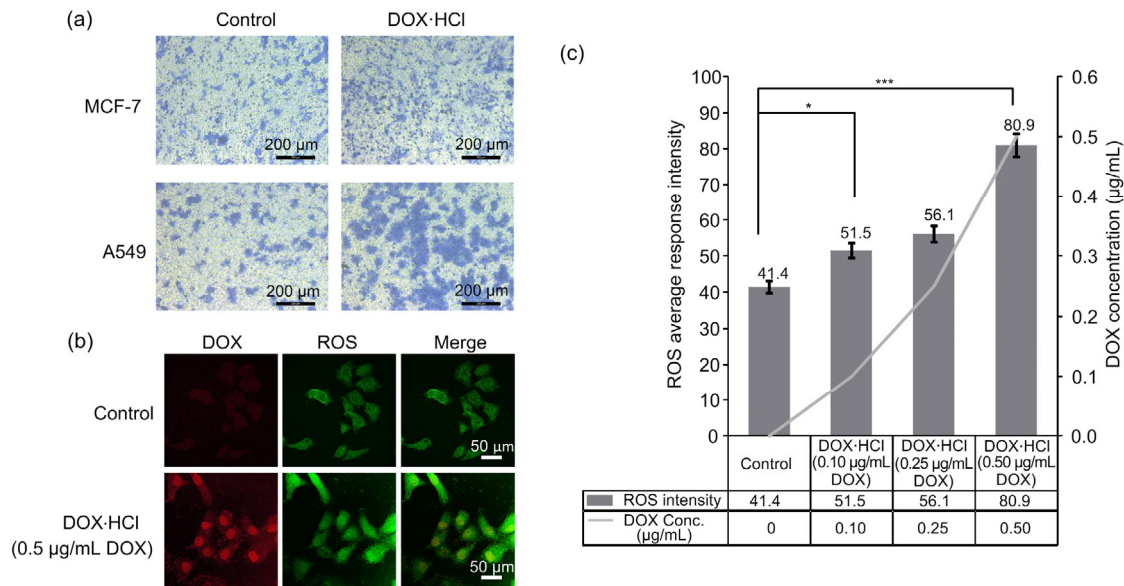 (a)
Control
DOX·HCl
MCF-7
200 µm
200 µm
A549
200 µm
200 µm
(b)
DOX
ROS
Merge
Control
50 µm
DOX·HCl
(0.5 µg/mL DOX)
50 µm
(c)
ROS average response intensity
100
90
80
70
60
50
40
30
20
10
0
***
*
41.4
51.5
56.1
80.9
0.6
0.5
0.4
0.3
0.2
0.1
0.0
DOX concentration (µg/mL)
Control
DOX·HCl
(0.10 µg/mL
DOX)
DOX·HCl
(0.25 µg/mL
DOX)
DOX·HCl
(0.50 µg/mL
DOX)
ROS intensity
41.4
51.5
56.1
80.9
DOX Conc.
(µg/mL)
0
0.10
0.25
0.50